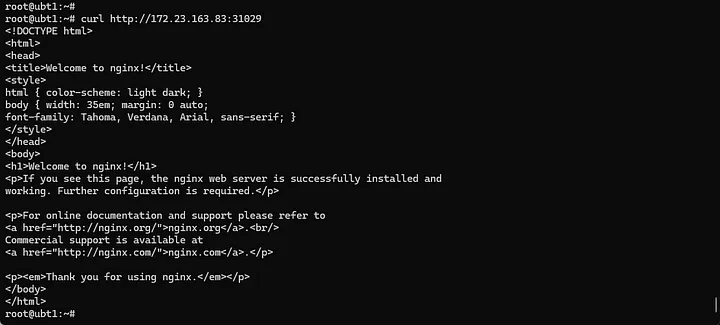 root@ubt1:~#
root@ubt1:~# curl http://172.23.163.83:31029
<!DOCTYPE html>
<html>
<head>
<title>Welcome to nginx!</title>
<style>
html { color-scheme: light dark; }
body { width: 35em; margin: 0 auto;
font-family: Tahoma, Verdana, Arial, sans-serif; }
</style>
</head>
<body>
<h1>Welcome to nginx!</h1>
<p>If you see this page, the nginx web server is successfully installed and
working. Further configuration is required.</p>

<p>For online documentation and support please refer to
<a href="http://nginx.org/">nginx.org</a>.<br/>
Commercial support is available at
<a href="http://nginx.com/">nginx.com</a>.</p>

<p><em>Thank you for using nginx.</em></p>
</body>
</html>
root@ubt1:~#